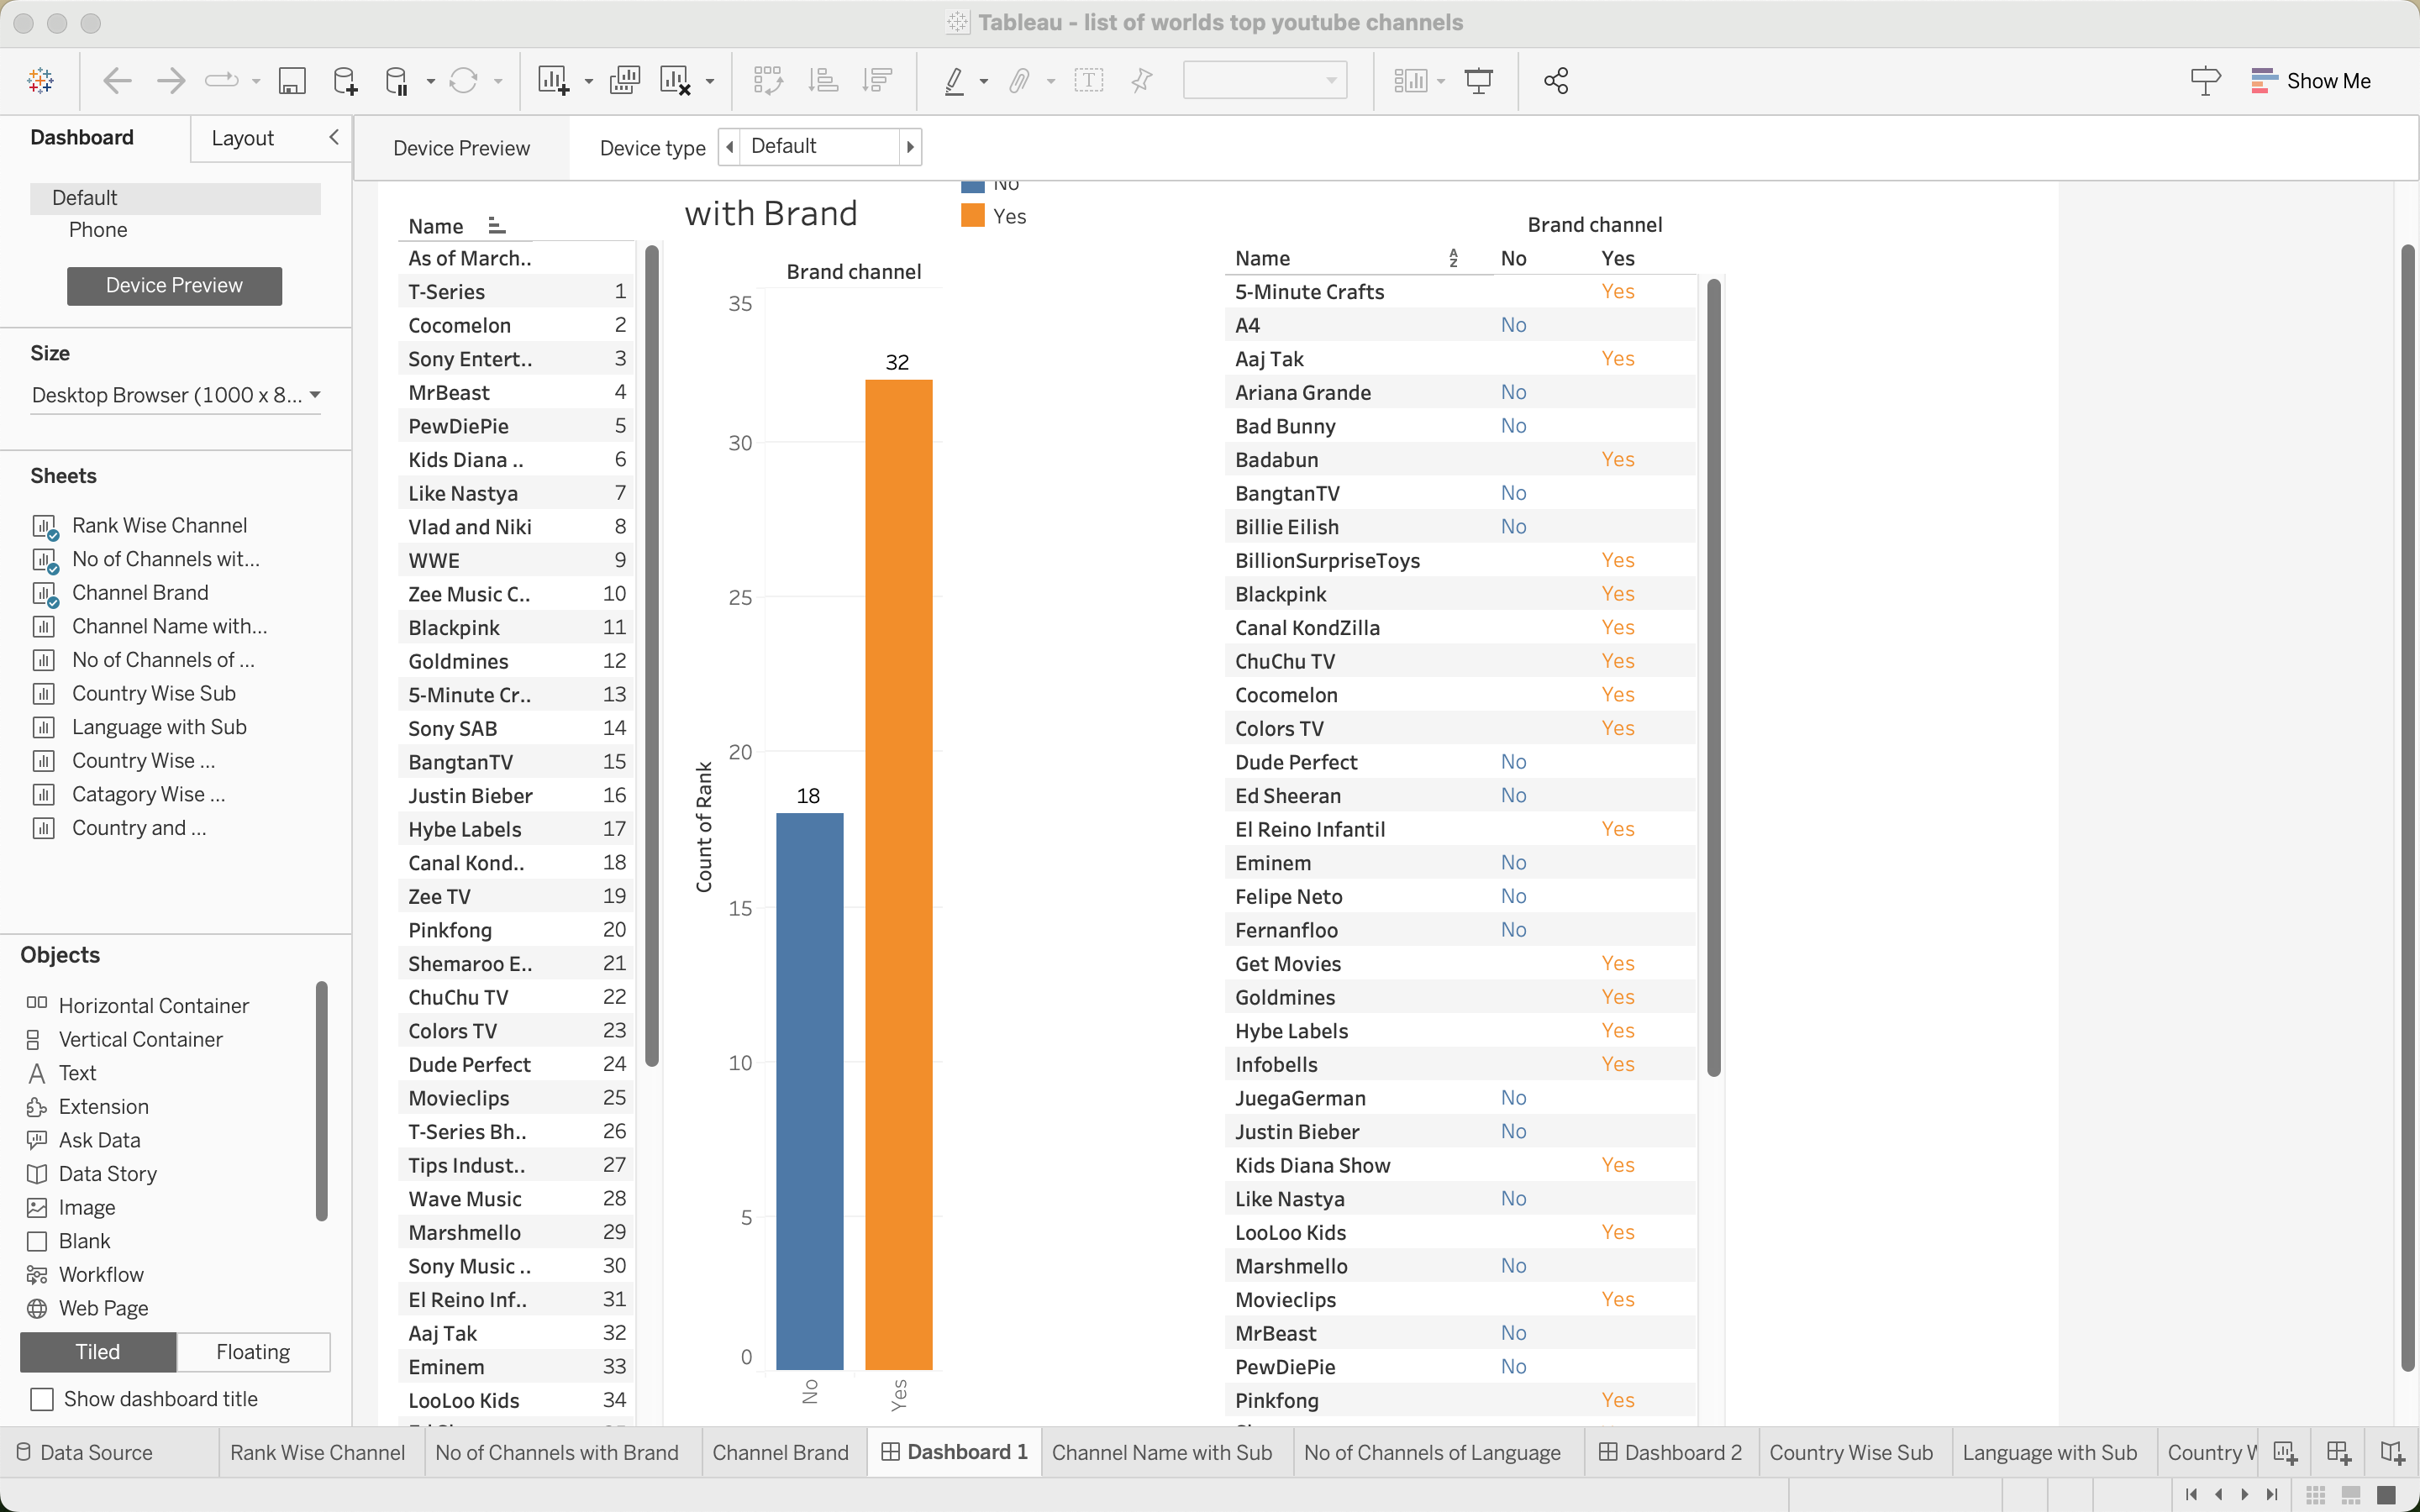 Tableau - list of worlds top youtube channels
Show Me
Dashboard
Layout
Device Preview
Device type
Default
Default
Phone
Device Preview
Size
Desktop Browser (1000 x 8...
Sheets
Rank Wise Channel
No of Channels wit...
Channel Brand
Channel Name with...
No of Channels of ...
Country Wise Sub
Language with Sub
Country Wise ...
Catagory Wise ...
Country and ...
Objects
Horizontal Container
Vertical Container
Text
Extension
Ask Data
Data Story
Image
Blank
Workflow
Web Page
Tiled
Floating
Show dashboard title
Name
As of March..
T-Series 1
Cocomelon 2
Sony Entert.. 3
MrBeast 4
PewDiePie 5
Kids Diana .. 6
Like Nastya 7
Vlad and Niki 8
WWE 9
Zee Music C.. 10
Blackpink 11
Goldmines 12
5-Minute Cr.. 13
Sony SAB 14
BangtanTV 15
Justin Bieber 16
Hybe Labels 17
Canal Kond.. 18
Zee TV 19
Pinkfong 20
Shemaroo E.. 21
ChuChu TV 22
Colors TV 23
Dude Perfect 24
Movieclips 25
T-Series Bh.. 26
Tips Indust.. 27
Wave Music 28
Marshmello 29
Sony Music .. 30
El Reino Inf.. 31
Aaj Tak 32
Eminem 33
LooLoo Kids 34
with Brand
No
Yes
Brand channel
35
30
25
20
15
10
5
0
Count of Rank
18
32
No
Yes
Brand channel
Name No Yes
5-Minute Crafts Yes
A4 No
Aaj Tak Yes
Ariana Grande No
Bad Bunny No
Badabun Yes
BangtanTV No
Billie Eilish No
BillionSurpriseToys Yes
Blackpink Yes
Canal KondZilla Yes
ChuChu TV Yes
Cocomelon Yes
Colors TV Yes
Dude Perfect No
Ed Sheeran No
El Reino Infantil Yes
Eminem No
Felipe Neto No
Fernanfloo No
Get Movies Yes
Goldmines Yes
Hybe Labels Yes
Infobells Yes
JuegaGerman No
Justin Bieber No
Kids Diana Show Yes
Like Nastya No
LooLoo Kids Yes
Marshmello No
Movieclips Yes
MrBeast No
PewDiePie No
Pinkfong Yes
Data Source
Rank Wise Channel
No of Channels with Brand
Channel Brand
Dashboard 1
Channel Name with Sub
No of Channels of Language
Dashboard 2
Country Wise Sub
Language with Sub
Country